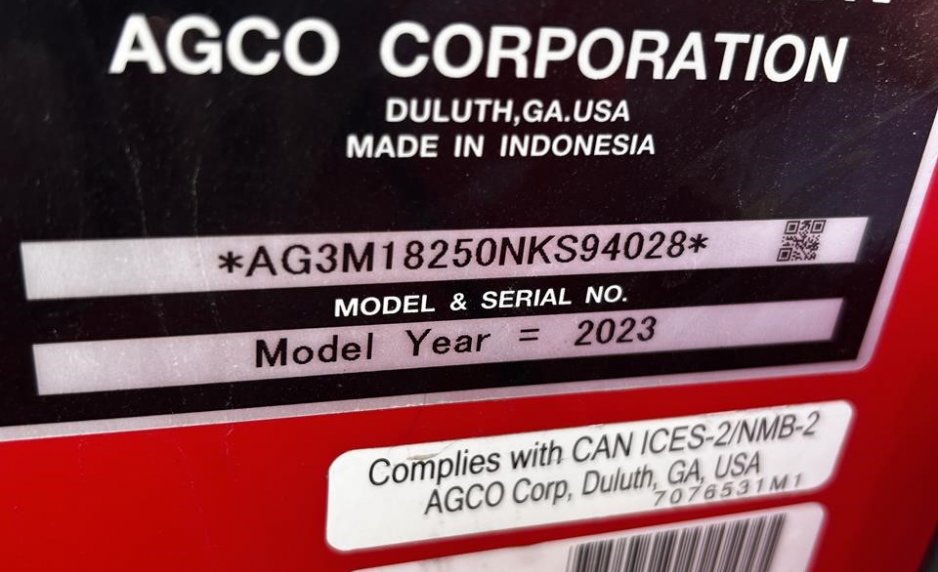 AGCO CORPORATION
DULUTH,GA.USA
MADE IN INDONESIA
*AG3M18250NKS94028*
MODEL & SERIAL NO.
Model Year = 2023
Complies with CAN ICES-2/NMB-2
AGCO Corp, Duluth, GA, USA
7076531M1